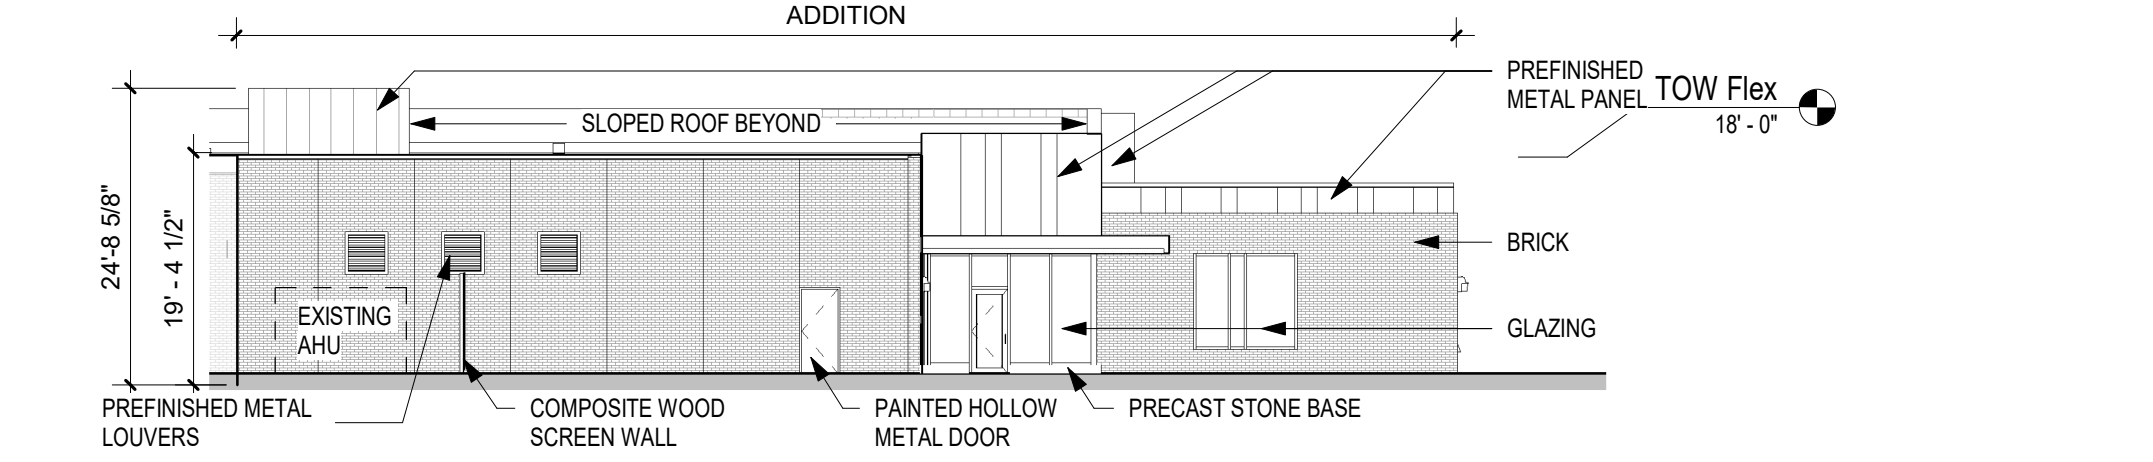 ADDITION
PREFINISHED
METAL PANEL
TOW Flex
18' - 0"
SLOPED ROOF BEYOND
24'-8 5/8"
19' - 4 1/2"
BRICK
EXISTING
AHU
GLAZING
PREFINISHED METAL
LOUVERS
COMPOSITE WOOD
SCREEN WALL
PAINTED HOLLOW
METAL DOOR
PRECAST STONE BASE